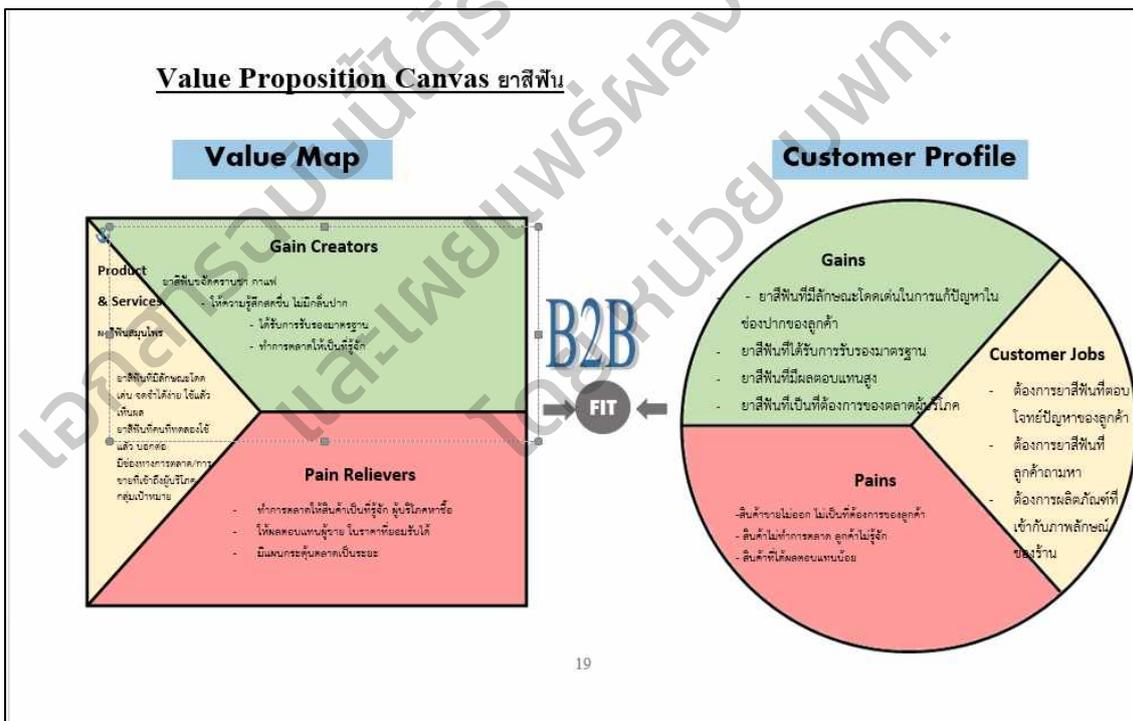 Value Proposition Canvas ยาสีฟัน
Value Map
Customer Profile
Gain Creators
ยาสีฟันขจัดคราบชา กาแฟ
- ให้ความรู้สึกสดชื่น ไม่มีกลิ่นปาก
- ได้รับการรับรองมาตรฐาน
- ทำการตลาดให้เป็นที่รู้จัก
Product
& Services
ผงสีฟันสมุนไพร
ยาสีฟันที่มีลักษณะโดด
เด่น จดจำได้ง่าย ใช้แล้ว
เห็นผล
ยาสีฟันที่คนที่ทดลองใช้
แล้ว บอกต่อ
มีช่องทางการตลาด/การ
ขายที่เข้าถึงผู้บริโภค
กลุ่มเป้าหมาย
Pain Relievers
- ทำการตลาดให้สินค้าเป็นที่รู้จัก ผู้บริโภคหาซื้อ
- ให้ผลตอบแทนผู้ขาย ในราคาที่ยอมรับได้
- มีแผนกระตุ้นตลาดเป็นระยะ
B2B
FIT
Gains
- - ยาสีฟันที่มีลักษณะโดดเด่นในการแก้ปัญหาใน
ช่องปากของลูกค้า
- ยาสีฟันที่ได้รับการรับรองมาตรฐาน
- ยาสีฟันที่มีผลตอบแทนสูง
- ยาสีฟันที่เป็นที่ต้องการของตลาดผู้บริโภค
Customer Jobs
- ต้องการยาสีฟันที่ตอบ
โจทย์ปัญหาของลูกค้า
- ต้องการยาสีฟันที่
ลูกค้าถามหา
- ต้องการผลิตภัณฑ์ที่
เข้ากับภาพลักษณ์
ของร้าน
Pains
-สินค้าขายไม่ออก ไม่เป็นที่ต้องการของลูกค้า
- สินค้าไม่ทำการตลาด ลูกค้าไม่รู้จัก
- สินค้าที่ได้ผลตอบแทนน้อย
19
และเผยแพร่ผลง
โดยหน่วย บพท.